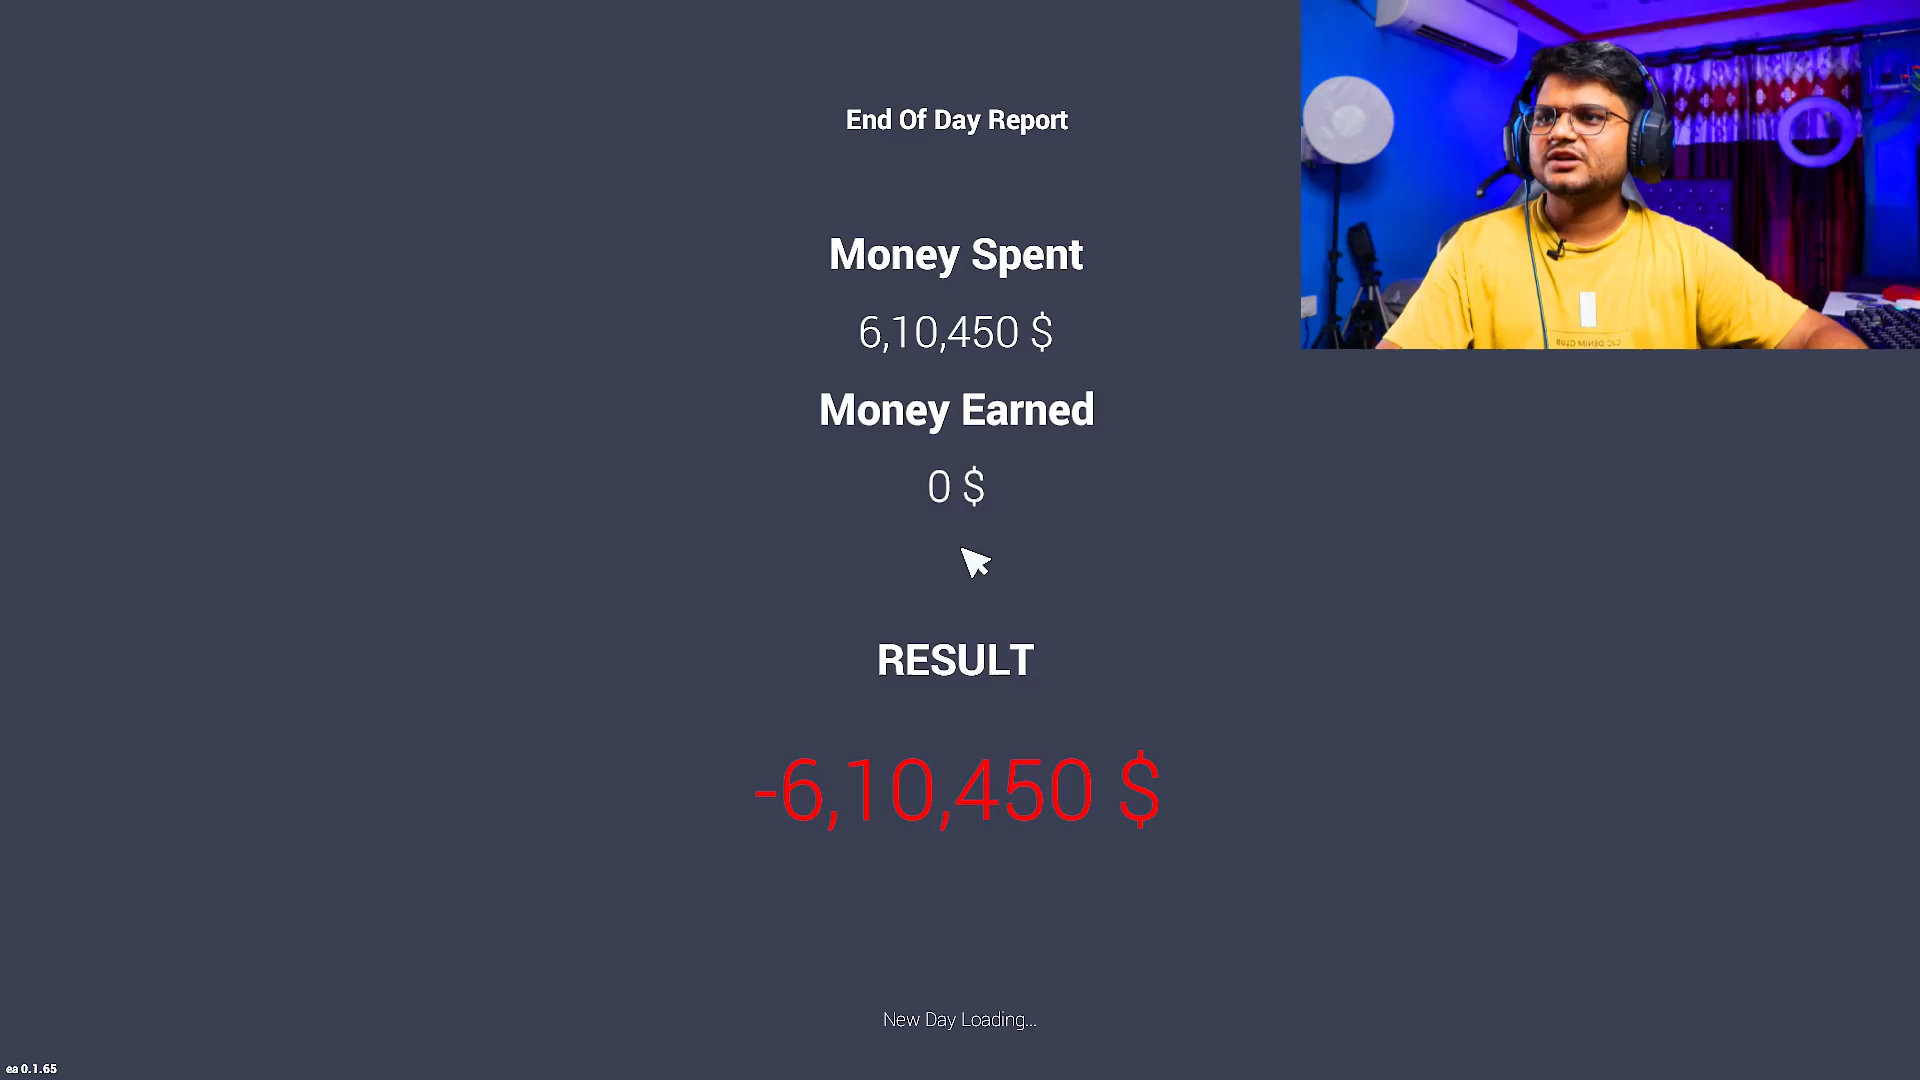 End Of Day Report
Money Spent
6,10,450 $
Money Earned
0 $
RESULT
-6,10,450 $
New Day Loading...
ea 0.1.65